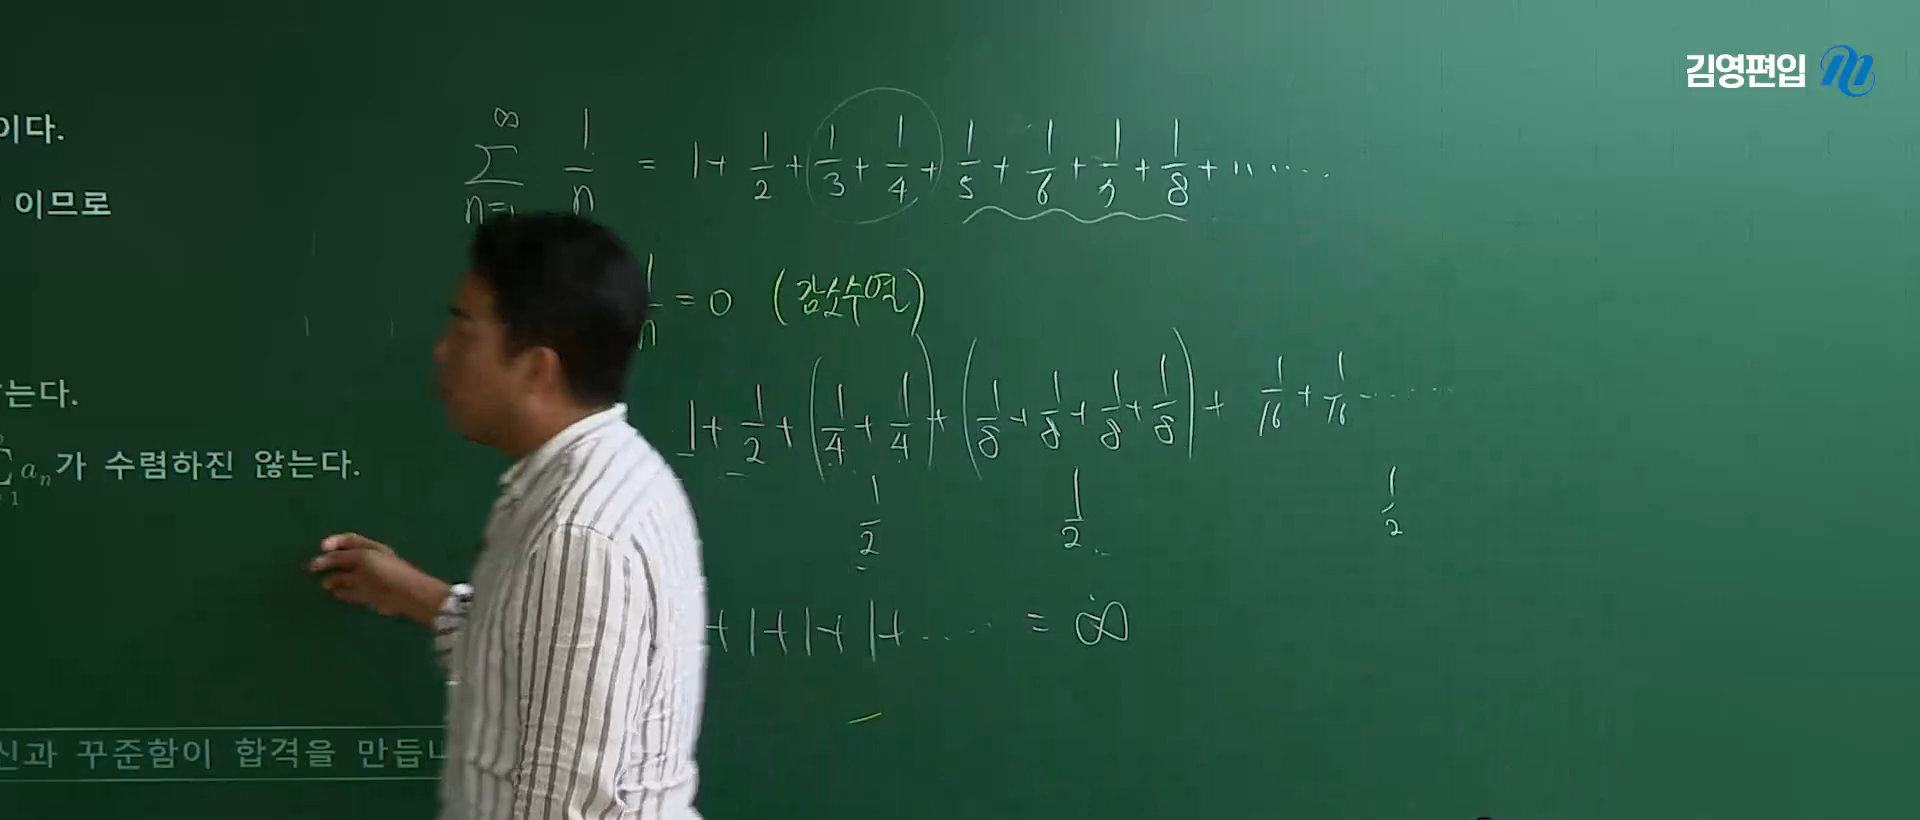 김영편입
이다.
이므로
는다.
a_n가 수렴하진 않는다.
1
신과 꾸준함이 합격을 만듭니
∞ Σ n=1 1/n = 1+ 1/2 + 1/3 + 1/4 + 1/5 + 1/6 + 1/7 + 1/8 + ......
1/n = 0 (감소수열)
1+ 1/2 + (1/4 + 1/4) + (1/8 + 1/8 + 1/8 + 1/8) + 1/16 + 1/16 ......
1/2 1/2 1/2
+ 1+1+ 1+ ..... = ∞